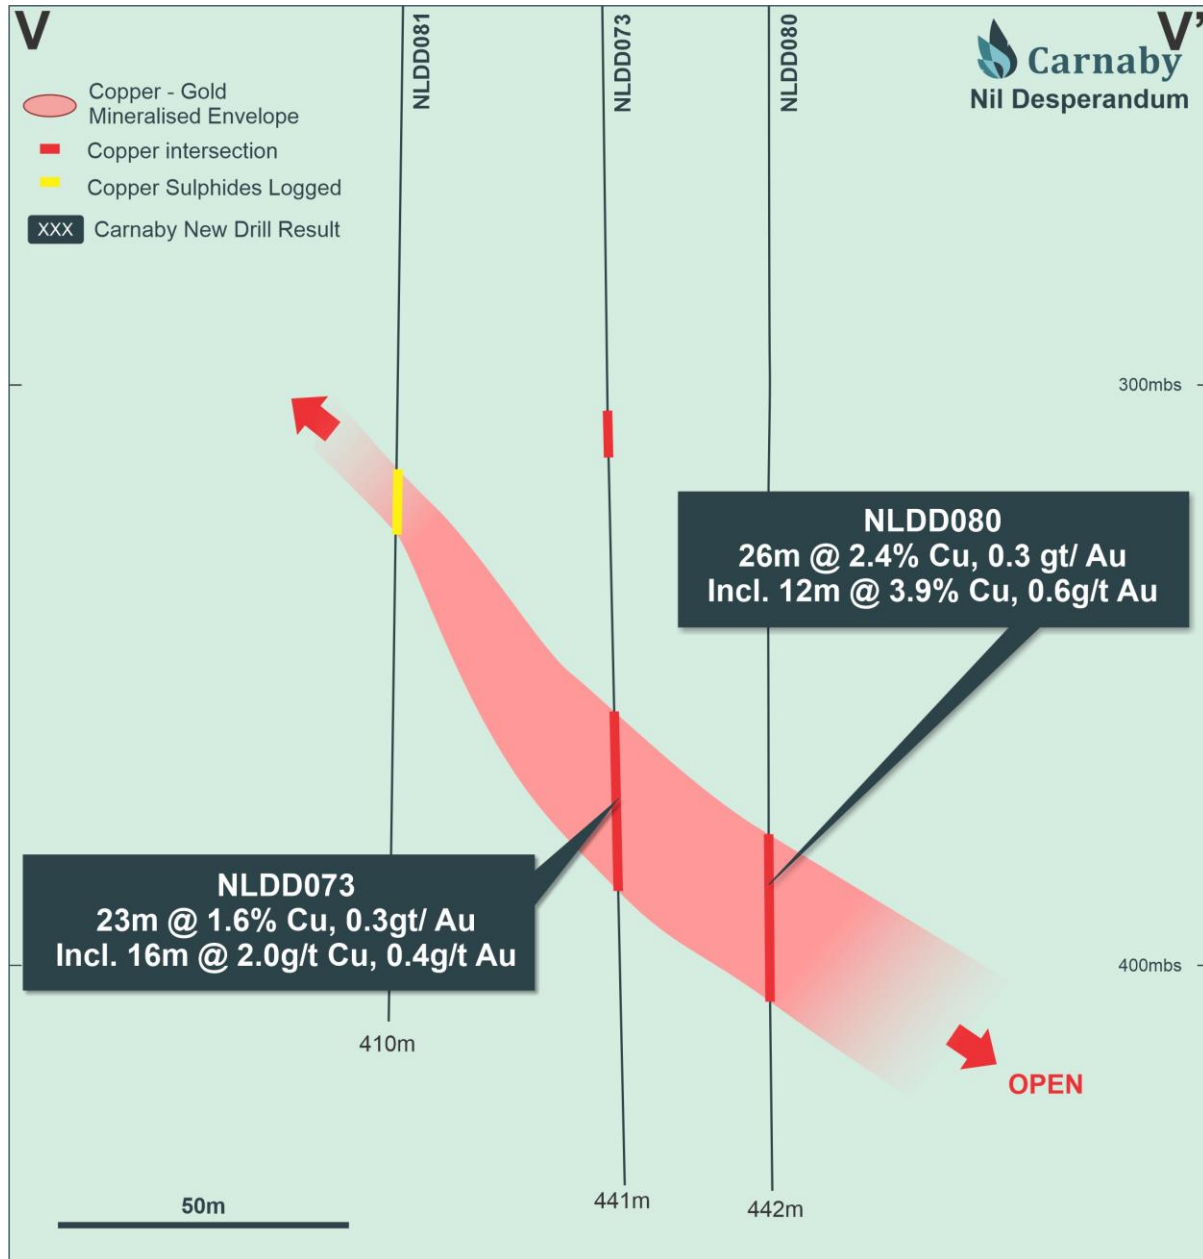 V
V’
NLDD081
NLDD073
NLDD080
Carnaby
Nil Desperandum
Copper - Gold
Mineralised Envelope
Copper intersection
Copper Sulphides Logged
XXX Carnaby New Drill Result
300mbs
NLDD080
26m @ 2.4% Cu, 0.3 gt/ Au
Incl. 12m @ 3.9% Cu, 0.6g/t Au
NLDD073
23m @ 1.6% Cu, 0.3gt/ Au
Incl. 16m @ 2.0g/t Cu, 0.4g/t Au
400mbs
410m
OPEN
50m
441m
442m